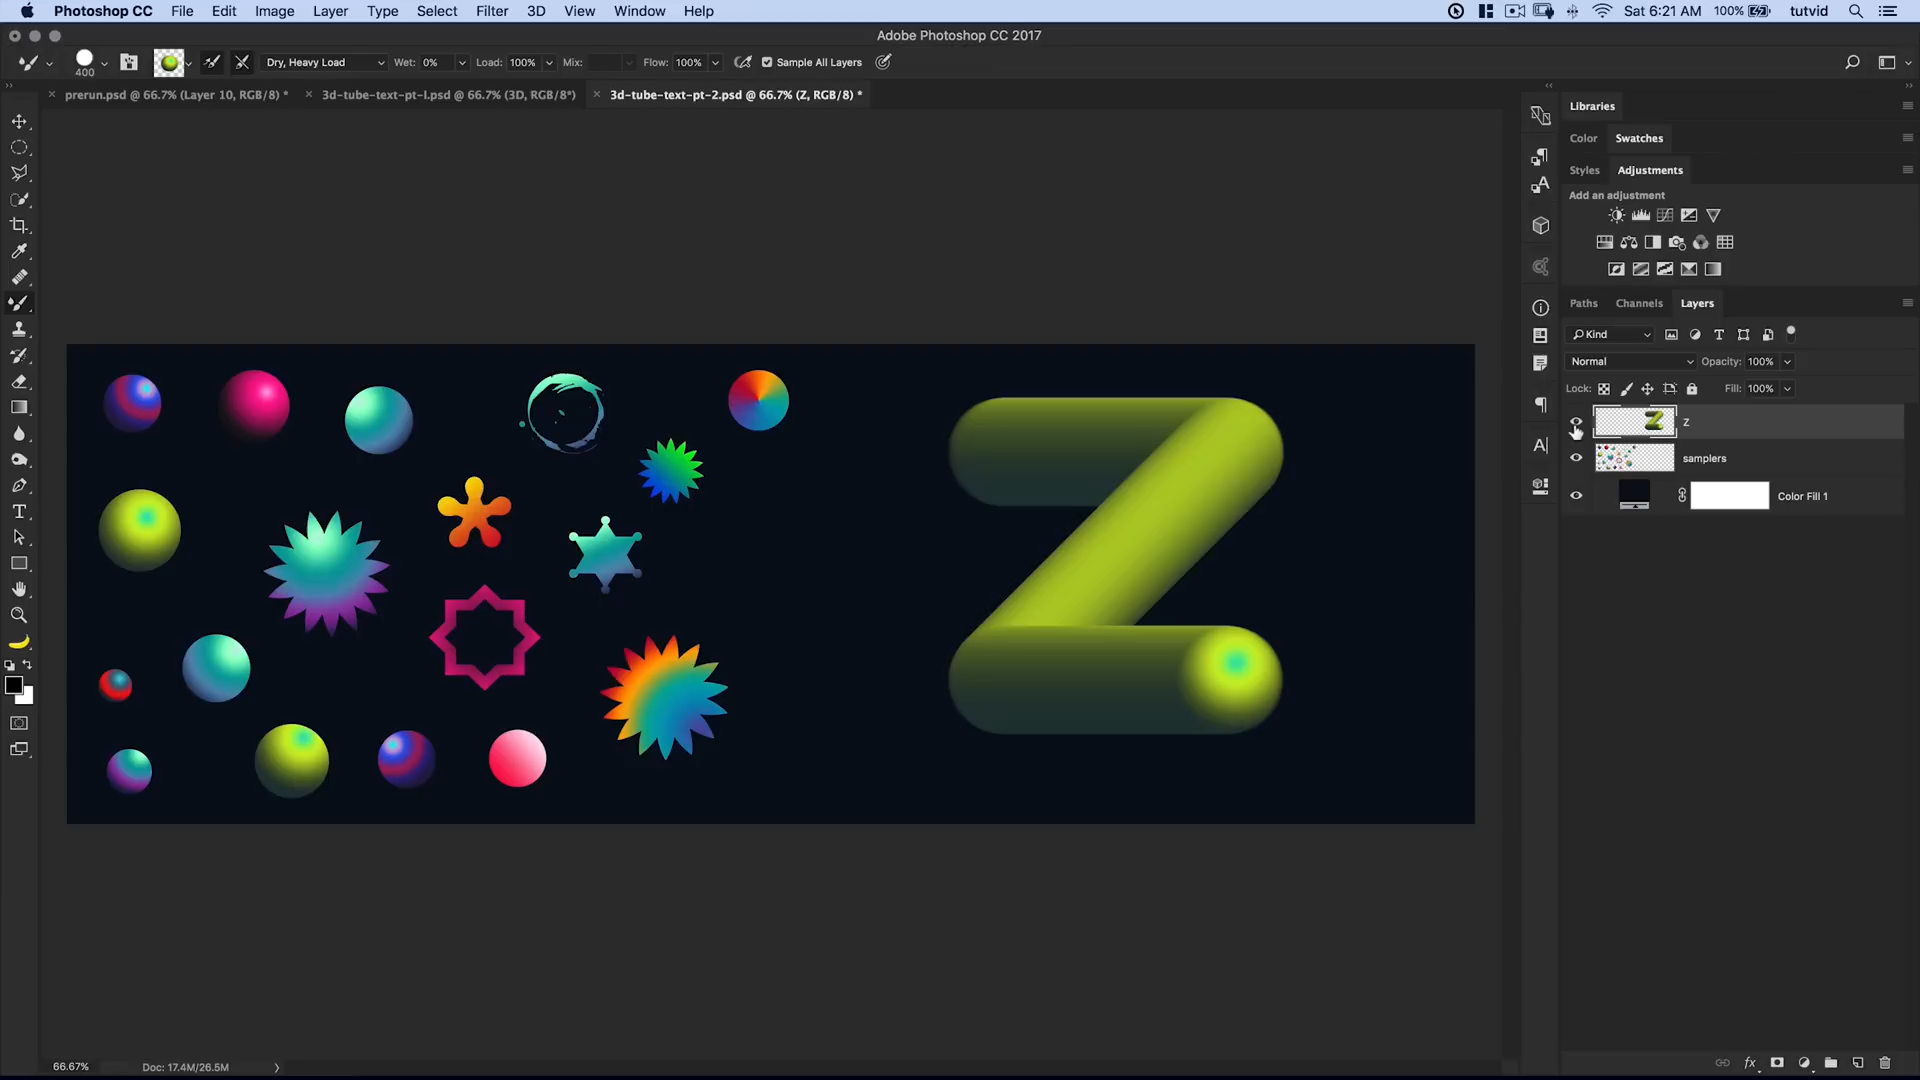 Photoshop CC File Edit Image Layer Type Select Filter 3D View Window Help Sat 6:21 AM 100% tutvid
Adobe Photoshop CC 2017
400 Dry, Heavy Load Wet: 0% Load: 100% Mix: Flow: 100% Sample All Layers
prerun.psd @ 66.7% (Layer 10, RGB/8) * 3d-tube-text-pt-I.psd @ 66.7% (3D, RGB/8*) 3d-tube-text-pt-2.psd @ 66.7% (Z, RGB/8) *
Libraries
Color Swatches
Styles Adjustments
Add an adjustment
Paths Channels Layers
Kind
Normal Opacity: 100%
Lock: Fill: 100%
Z
samplers
Color Fill 1
Z
66.67% Doc: 17.4M/26.5M